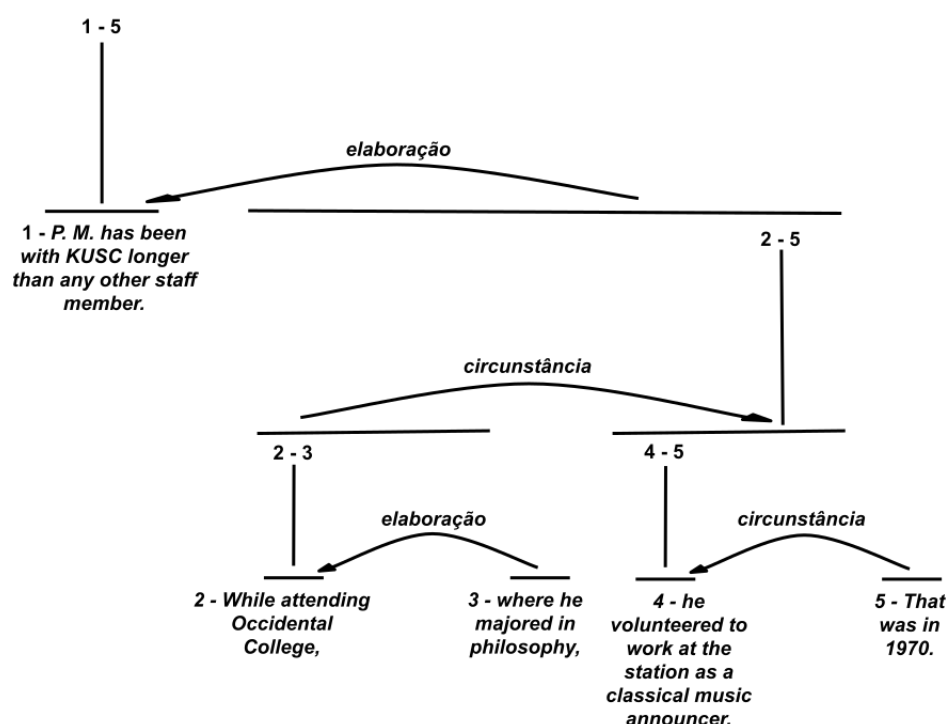 1 - 5
elaboração
1 - P. M. has been
with KUSC longer
than any other staff
member.
2 - 5
circunstância
2 - 3
4 - 5
elaboração
circunstância
2 - While attending
Occidental
College,
3 - where he
majored in
philosophy,
4 - he
volunteered to
work at the
station as a
classical music
announcer.
5 - That
was in
1970.